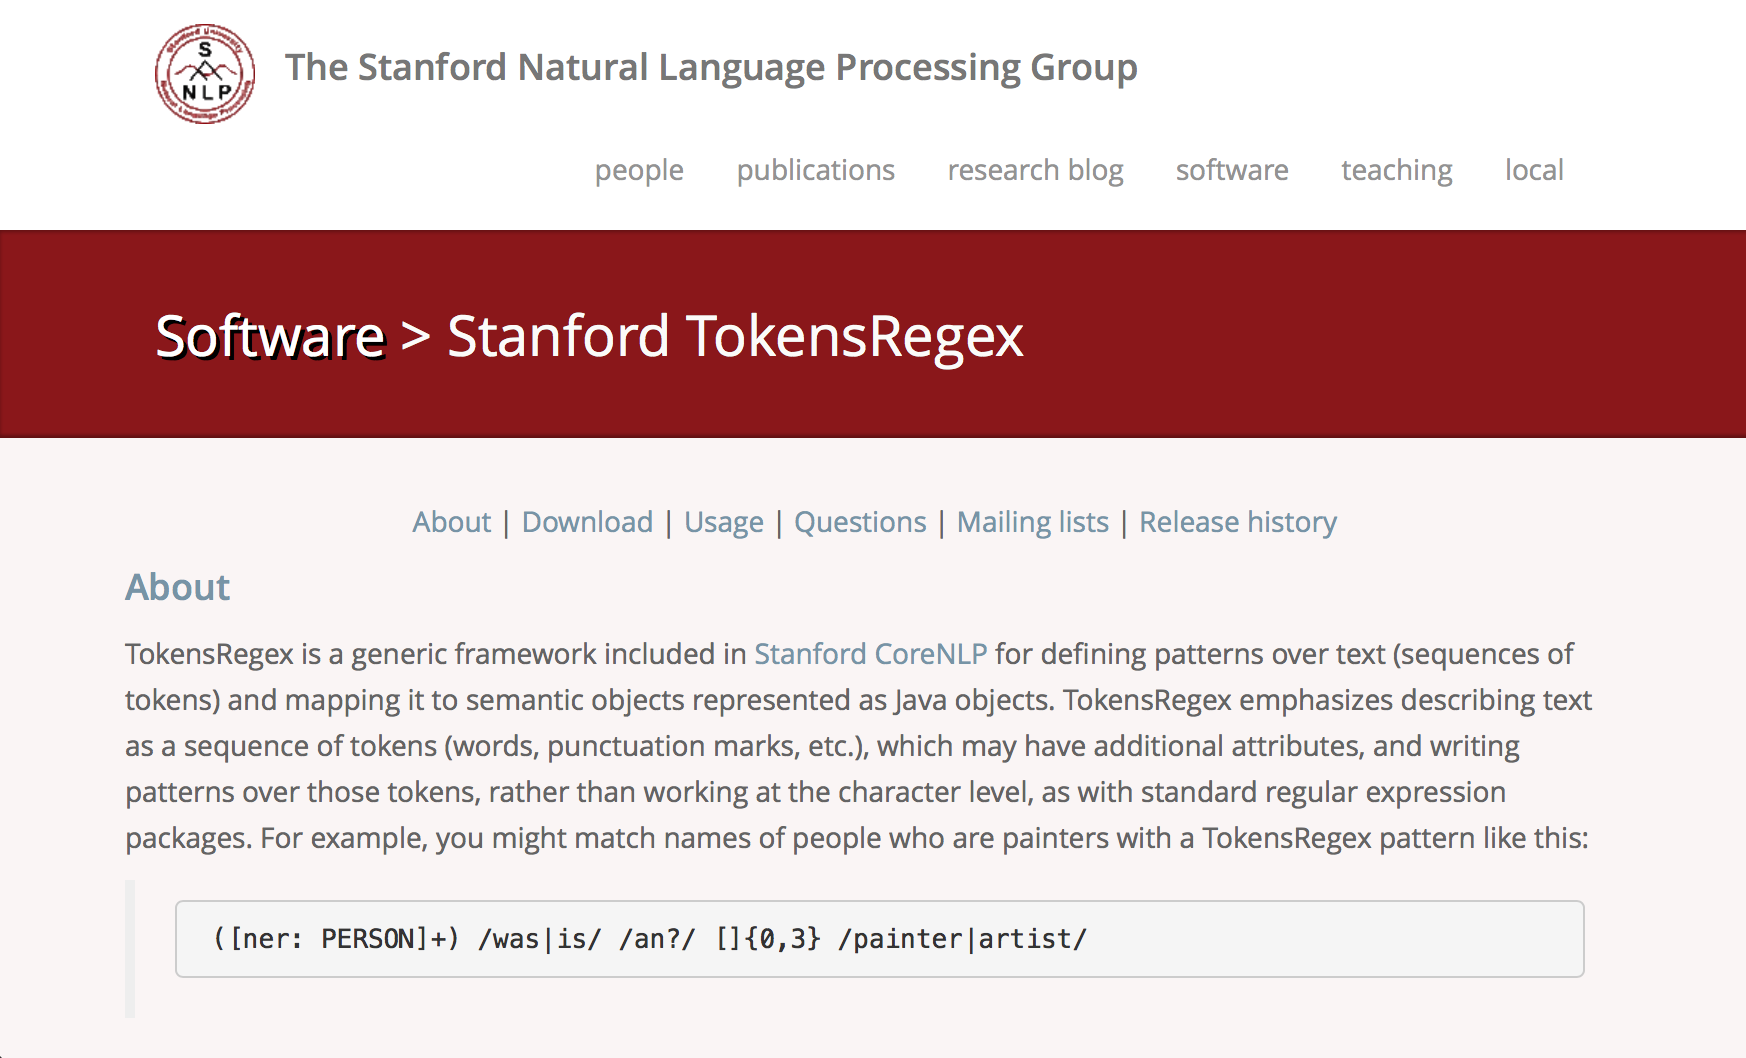 S
NLP
Stanford University
Natural Language Processing
The Stanford Natural Language Processing Group
people publications research blog software teaching local
Software > Stanford TokensRegex
About | Download | Usage | Questions | Mailing lists | Release history
About
TokensRegex is a generic framework included in Stanford CoreNLP for defining patterns over text (sequences of
tokens) and mapping it to semantic objects represented as Java objects. TokensRegex emphasizes describing text
as a sequence of tokens (words, punctuation marks, etc.), which may have additional attributes, and writing
patterns over those tokens, rather than working at the character level, as with standard regular expression
packages. For example, you might match names of people who are painters with a TokensRegex pattern like this:
([ner: PERSON]+) /was|is/ /an?/ []{0,3} /painter|artist/